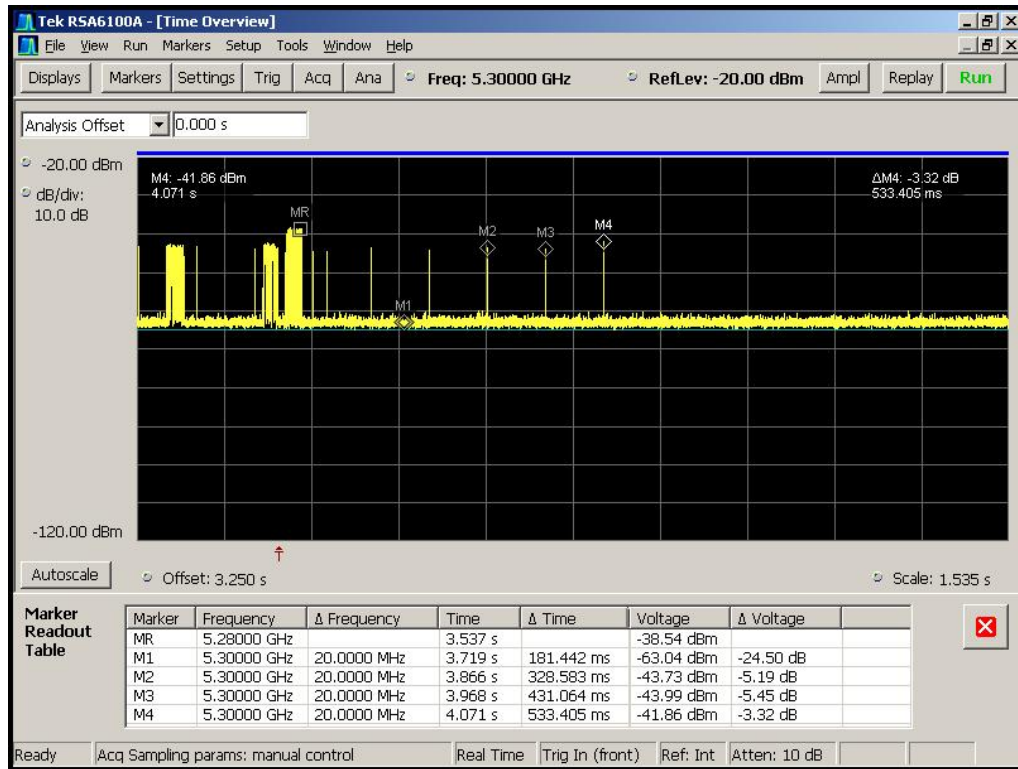 Tek RSA6100A - [Time Overview]
File View Run Markers Setup Tools Window Help
Displays Markers Settings Trig Acq Ana Freq: 5.30000 GHz RefLev: -20.00 dBm Ampl Replay Run
Analysis Offset 0.000 s
-20.00 dBm
dB/div:
10.0 dB
M4: -41.86 dBm
4.071 s
ΔM4: -3.32 dB
533.405 ms
MR
M2
M3
M4
M1
-120.00 dBm
Autoscale Offset: 3.250 s Scale: 1.535 s
Marker Readout Table
Marker Frequency Δ Frequency Time Δ Time Voltage Δ Voltage
MR 5.28000 GHz 3.537 s -38.54 dBm
M1 5.30000 GHz 20.0000 MHz 3.719 s 181.442 ms -63.04 dBm -24.50 dB
M2 5.30000 GHz 20.0000 MHz 3.866 s 328.583 ms -43.73 dBm -5.19 dB
M3 5.30000 GHz 20.0000 MHz 3.968 s 431.064 ms -43.99 dBm -5.45 dB
M4 5.30000 GHz 20.0000 MHz 4.071 s 533.405 ms -41.86 dBm -3.32 dB
Ready Acq Sampling params: manual control Real Time Trig In (front) Ref: Int Atten: 10 dB